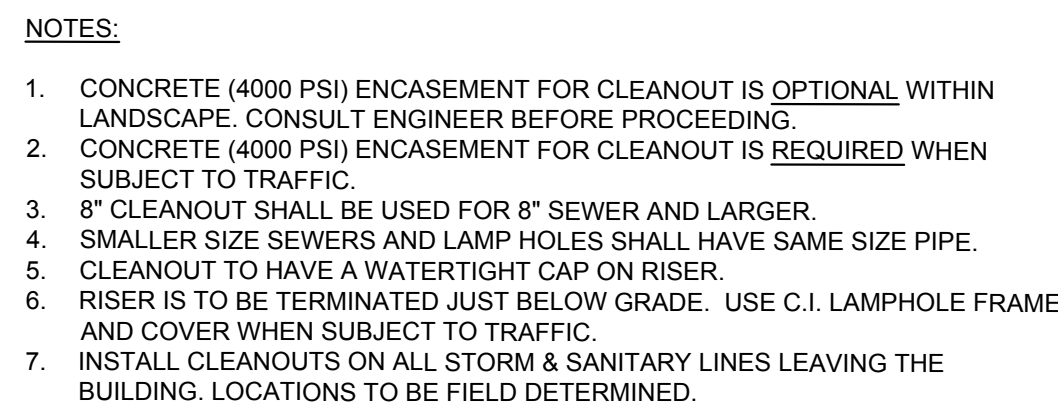 NOTES:
1. CONCRETE (4000 PSI) ENCASEMENT FOR CLEANOUT IS OPTIONAL WITHIN
LANDSCAPE. CONSULT ENGINEER BEFORE PROCEEDING.
2. CONCRETE (4000 PSI) ENCASEMENT FOR CLEANOUT IS REQUIRED WHEN
SUBJECT TO TRAFFIC.
3. 8" CLEANOUT SHALL BE USED FOR 8" SEWER AND LARGER.
4. SMALLER SIZE SEWERS AND LAMP HOLES SHALL HAVE SAME SIZE PIPE.
5. CLEANOUT TO HAVE A WATERTIGHT CAP ON RISER.
6. RISER IS TO BE TERMINATED JUST BELOW GRADE. USE C.I. LAMPHOLE FRAME
AND COVER WHEN SUBJECT TO TRAFFIC.
7. INSTALL CLEANOUTS ON ALL STORM & SANITARY LINES LEAVING THE
BUILDING. LOCATIONS TO BE FIELD DETERMINED.